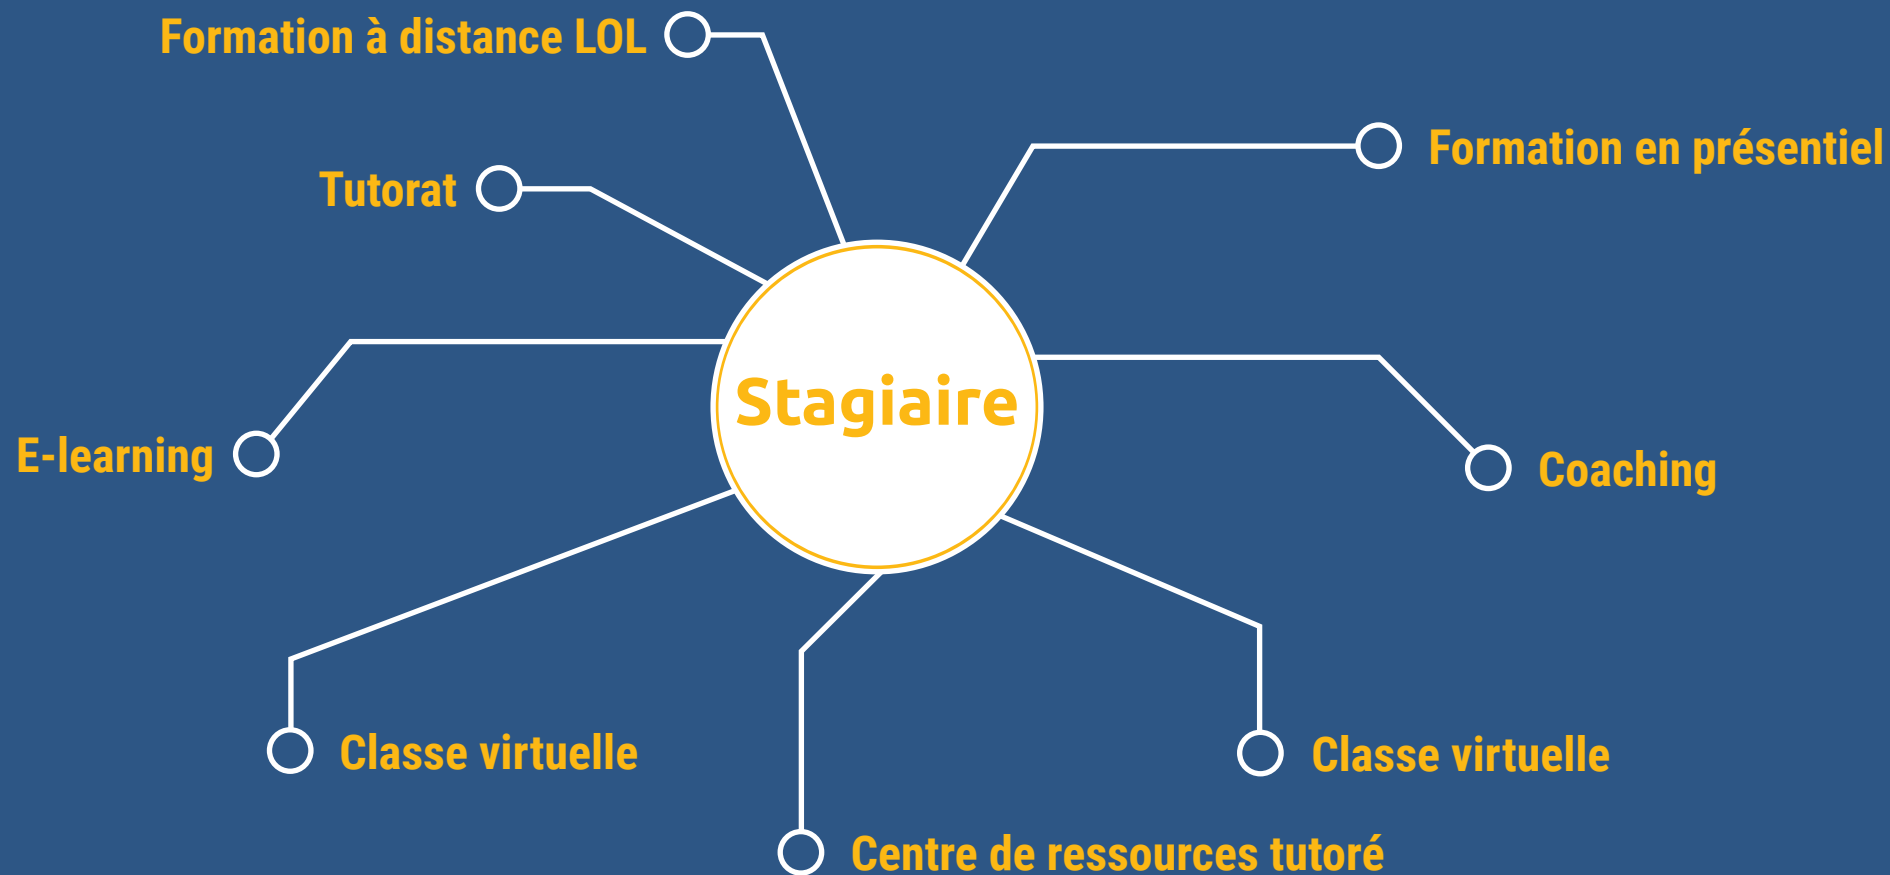 Formation à distance LOL
Formation en présentiel
Tutorat
Stagiaire
E-learning
Coaching
Classe virtuelle
Classe virtuelle
Centre de ressources tutoré